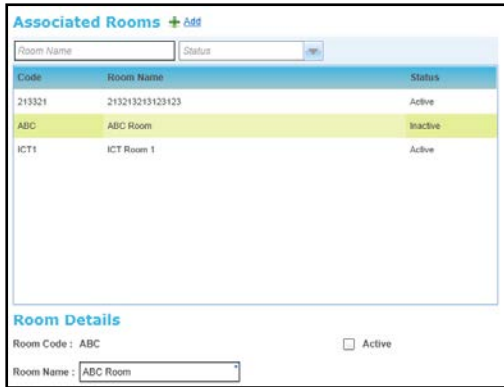 Associated Rooms Add
Room Name Status
Code Room Name Status
213321 213213213123123 Active
ABC ABC Room Inactive
ICT1 ICT Room 1 Active
Room Details
Room Code : ABC Active
Room Name : ABC Room